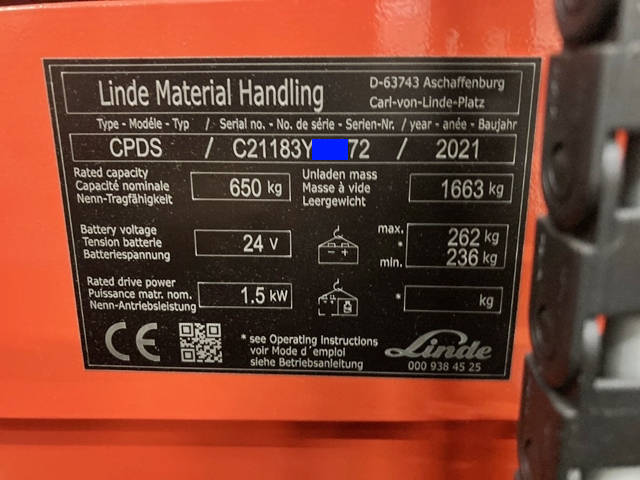 Linde Material Handling
D-63743 Aschaffenburg
Carl-von-Linde-Platz
Type - Modéle - Typ / Serial no. - No. de série - Serien-Nr. / year - anée - Baujahr
CPDS / C21183Y 72 / 2021
Rated capacity
Capacité nominale
Nenn-Tragfähigkeit
650 kg
Unladen mass
Masse à vide
Leergewicht
1663 kg
Battery voltage
Tension batterie
Batteriespannung
24 V
- +
max.
*
min.
262 kg
236 kg
Rated drive power
Puissance matr. nom.
Nenn-Antriebsleistung
1.5 kW
* kg
CE
* see Operating Instructions
voir Mode d´emploi
siehe Betriebsanleitung
Linde
000 938 45 25